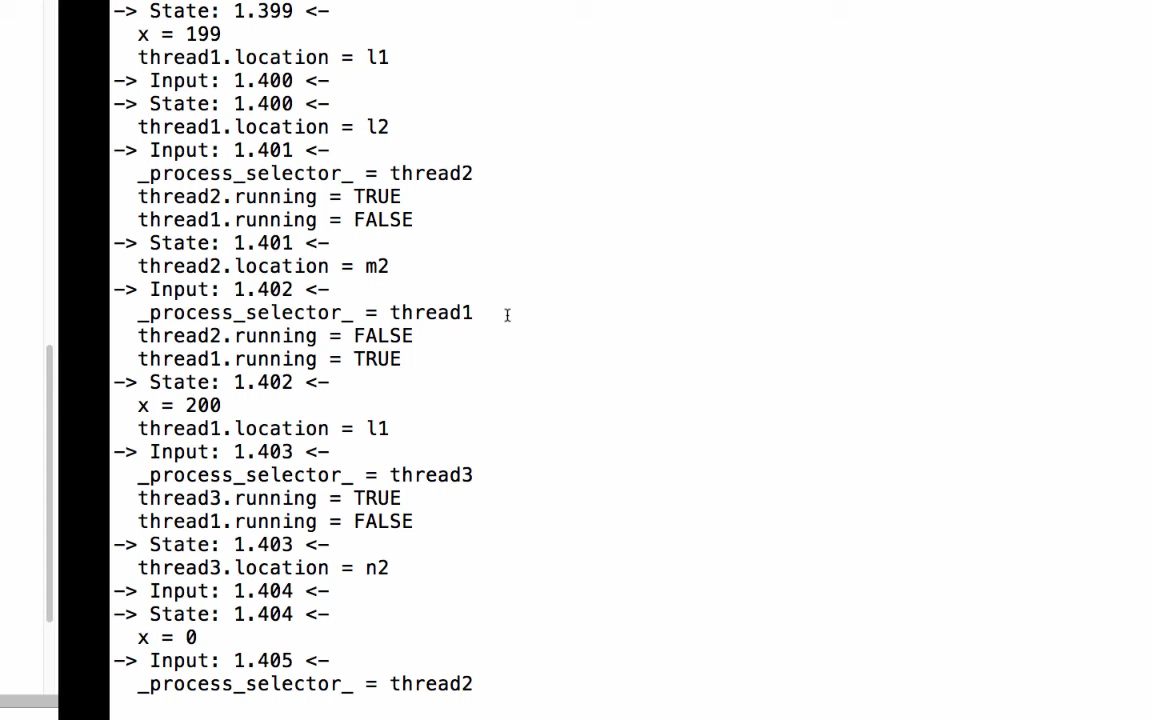 -> State: 1.399 <-
x = 199
thread1.location = l1
-> Input: 1.400 <-
-> State: 1.400 <-
thread1.location = l2
-> Input: 1.401 <-
_process_selector_ = thread2
thread2.running = TRUE
thread1.running = FALSE
-> State: 1.401 <-
thread2.location = m2
-> Input: 1.402 <-
_process_selector_ = thread1
thread2.running = FALSE
thread1.running = TRUE
-> State: 1.402 <-
x = 200
thread1.location = l1
-> Input: 1.403 <-
_process_selector_ = thread3
thread3.running = TRUE
thread1.running = FALSE
-> State: 1.403 <-
thread3.location = n2
-> Input: 1.404 <-
-> State: 1.404 <-
x = 0
-> Input: 1.405 <-
_process_selector_ = thread2